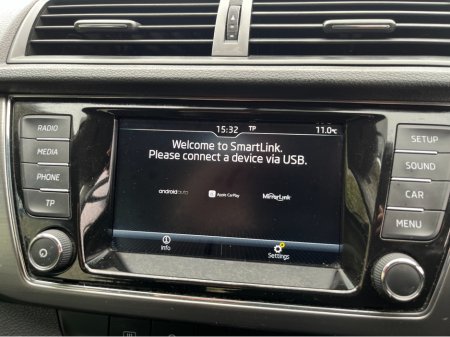 15:32 TP 11.0°C
RADIO
MEDIA
PHONE
TP
Welcome to SmartLink.
Please connect a device via USB.
androidauto
Apple CarPlay
MirrorLink
Info
Settings
SETUP
SOUND
CAR
MENU